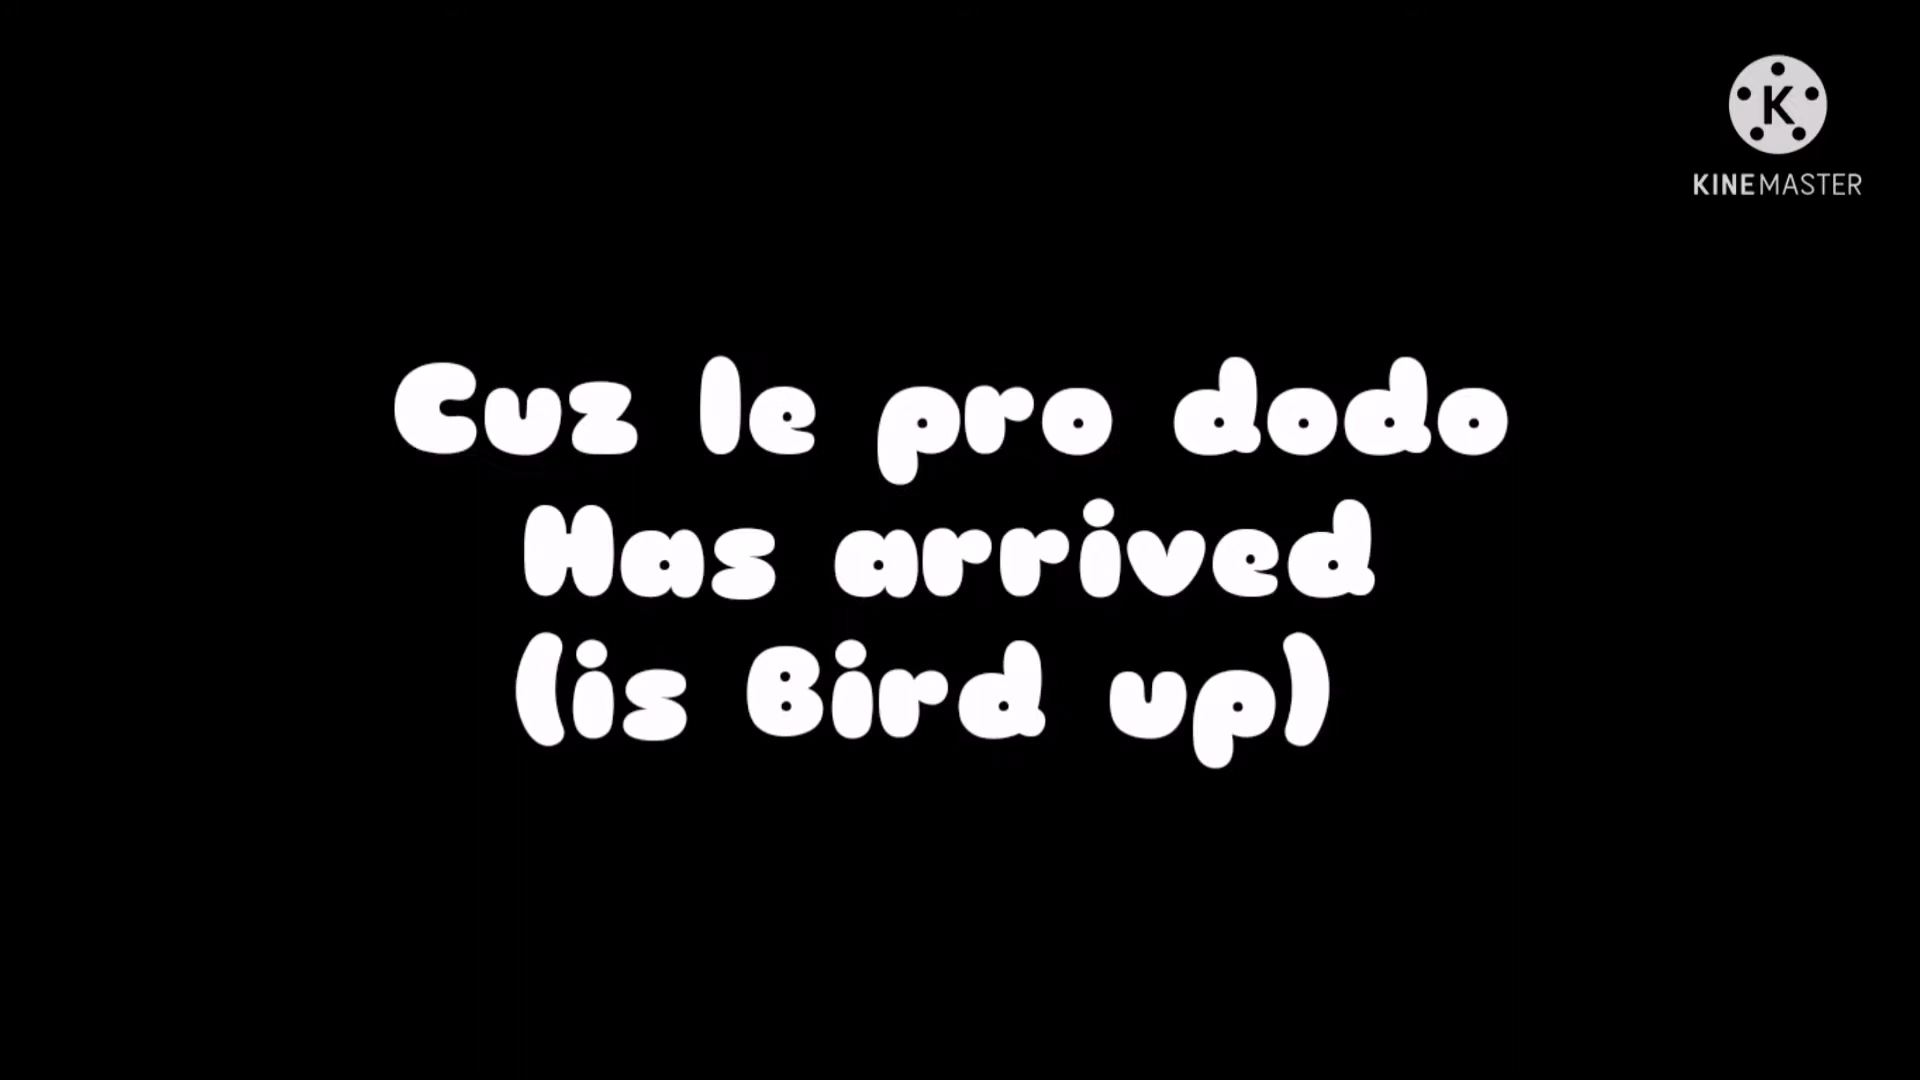 K
KINEMASTER
Cuz le pro dodo
Has arrived
(is Bird up)